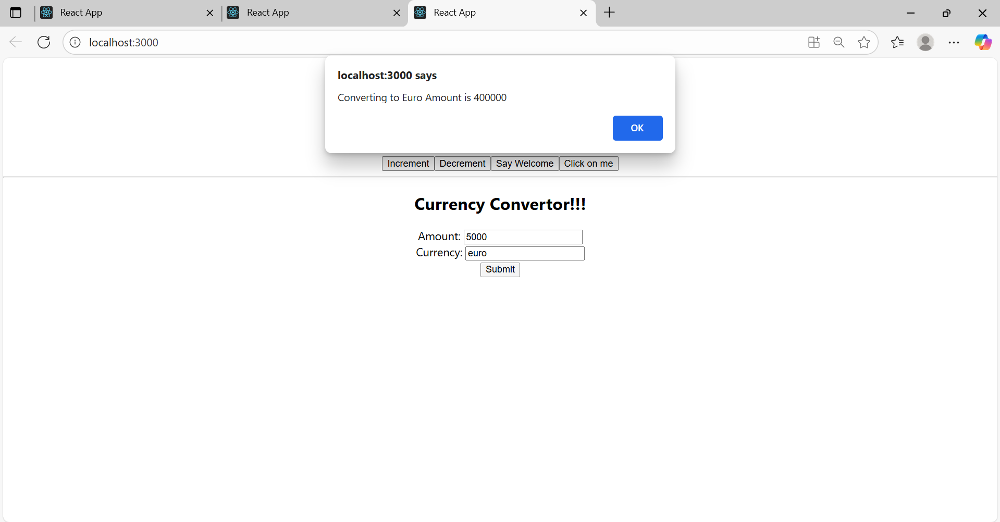 React App React App React App
localhost:3000
localhost:3000 says
Converting to Euro Amount is 400000
OK
Increment Decrement Say Welcome Click on me
Currency Convertor!!!
Amount: 5000
Currency: euro
Submit